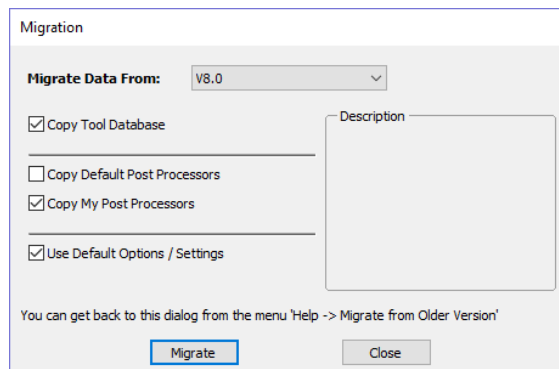 Migration
Migrate Data From: V8.0
Copy Tool Database
Description
Copy Default Post Processors
Copy My Post Processors
Use Default Options / Settings
You can get back to this dialog from the menu 'Help -> Migrate from Older Version'
Migrate Close